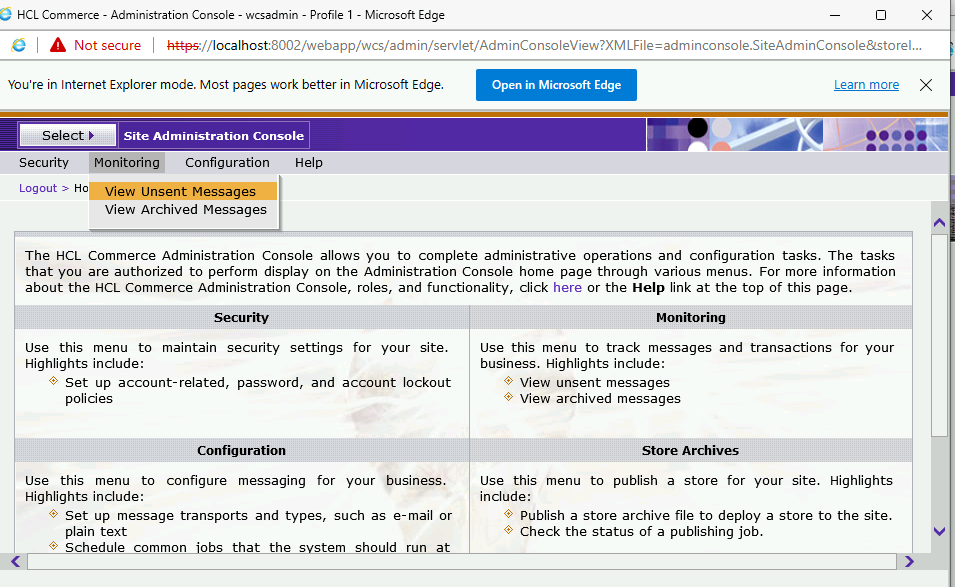 HCL Commerce - Administration Console - wcsadmin - Profile 1 - Microsoft Edge
Not secure
https://localhost:8002/webapp/wcs/admin/servlet/AdminConsoleView?XMLFile=adminconsole.SiteAdminConsole&storeI...
You're in Internet Explorer mode. Most pages work better in Microsoft Edge.
Open in Microsoft Edge
Learn more
Select
Site Administration Console
Security Monitoring Configuration Help
Logout > Ho
View Unsent Messages
View Archived Messages
The HCL Commerce Administration Console allows you to complete administrative operations and configuration tasks. The tasks
that you are authorized to perform display on the Administration Console home page through various menus. For more information
about the HCL Commerce Administration Console, roles, and functionality, click here or the Help link at the top of this page.
Security
Use this menu to maintain security settings for your site.
Highlights include:
Set up account-related, password, and account lockout
policies
Monitoring
Use this menu to track messages and transactions for your
business. Highlights include:
View unsent messages
View archived messages
Configuration
Use this menu to configure messaging for your business.
Highlights include:
Set up message transports and types, such as e-mail or
plain text
Schedule common jobs that the system should run at
Store Archives
Use this menu to publish a store for your site. Highlights
include:
Publish a store archive file to deploy a store to the site.
Check the status of a publishing job.